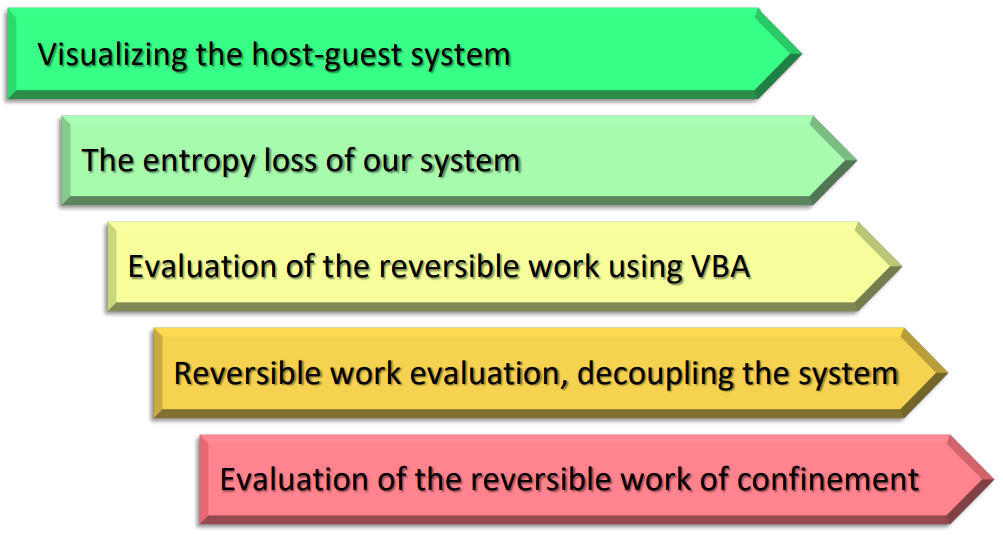 Visualizing the host-guest system
The entropy loss of our system
Evaluation of the reversible work using VBA
Reversible work evaluation, decoupling the system
Evaluation of the reversible work of confinement